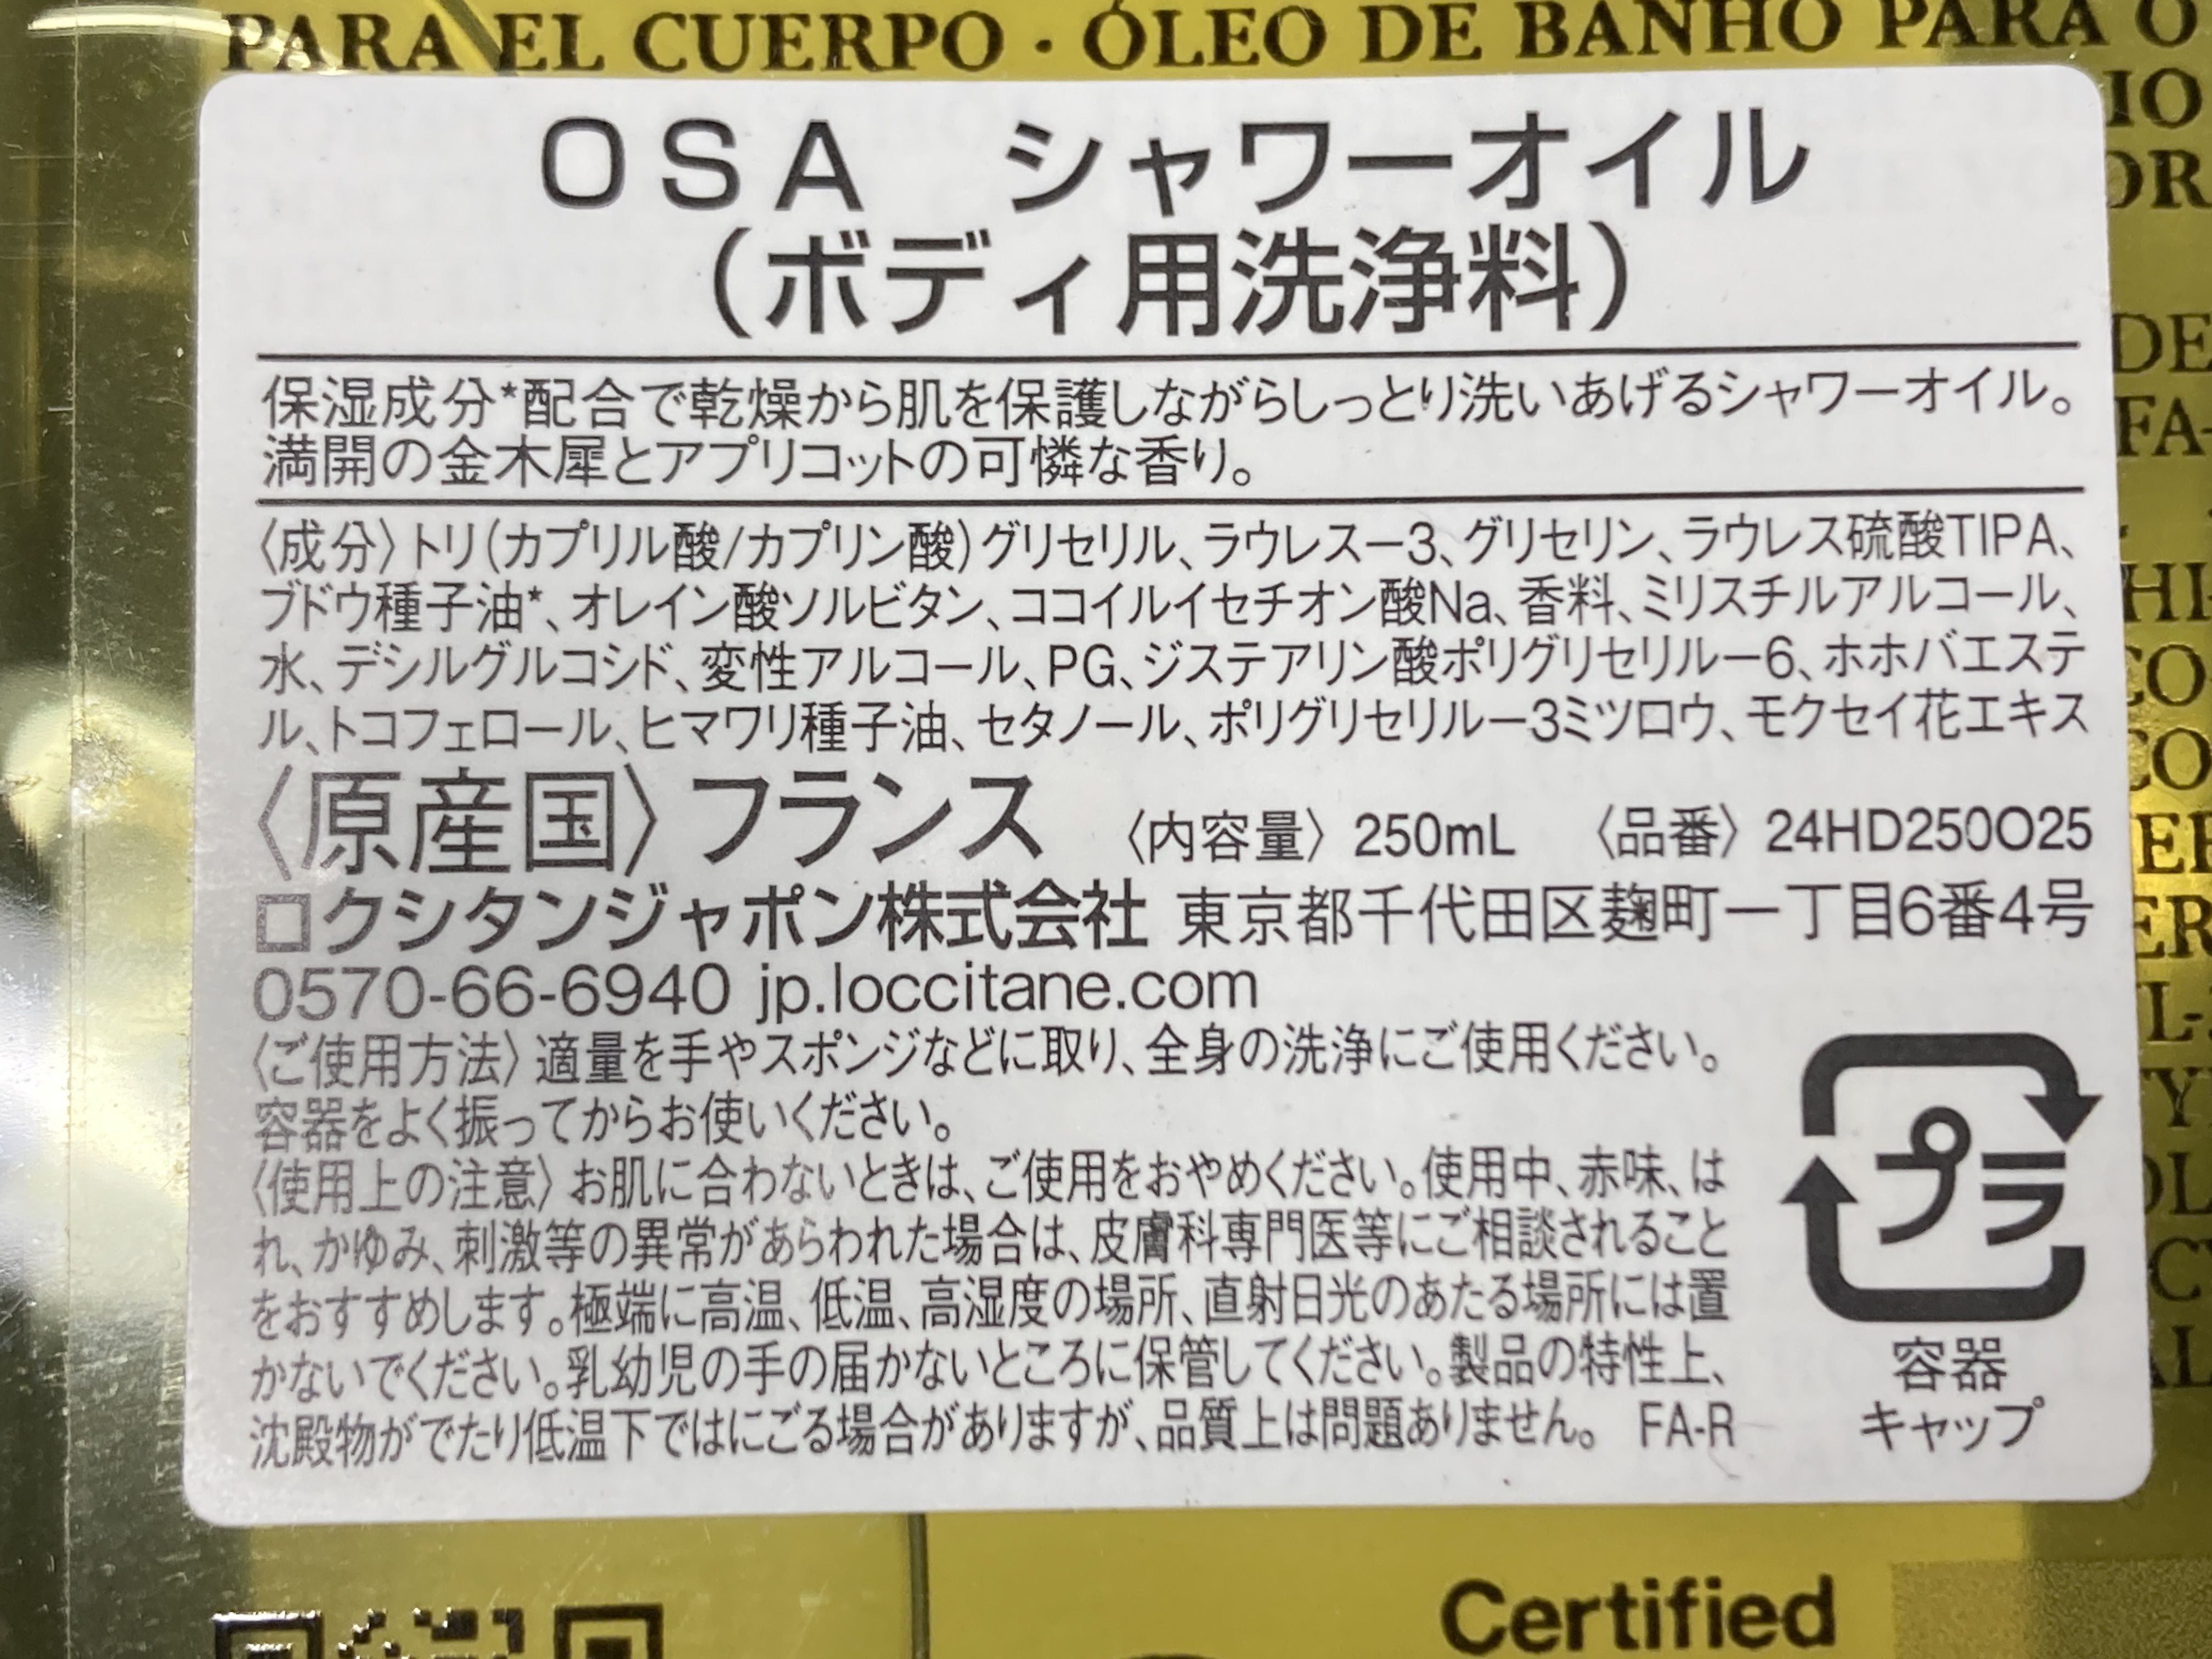 PARA EL CUERPO · ÓLEO DE BANHO PARA O
OSA シャワーオイル
（ボディ用洗浄料）
保湿成分*配合で乾燥から肌を保護しながらしっとり洗いあげるシャワーオイル。
満開の金木犀とアプリコットの可憐な香り。
〈成分〉トリ(カプリル酸/カプリン酸)グリセリル、ラウレスー3、グリセリン、ラウレス硫酸TIPA、
ブドウ種子油*、オレイン酸ソルビタン、ココイルイセチオン酸Na、香料、ミリスチルアルコール、
水、デシルグルコシド、変性アルコール、PG、ジステアリン酸ポリグリセリルー6、ホホバエステ
ル、トコフェロール、ヒマワリ種子油、セタノール、ポリグリセリルー3ミツロウ、モクセイ花エキス
〈原産国〉フランス 〈内容量〉250mL 〈品番〉24HD250O25
ロクシタンジャポン株式会社 東京都千代田区麹町一丁目6番4号
0570-66-6940 jp.loccitane.com
〈ご使用方法〉適量を手やスポンジなどに取り、全身の洗浄にご使用ください。
容器をよく振ってからお使いください。
〈使用上の注意〉お肌に合わないときは、ご使用をおやめください。使用中、赤味、は
れ、かゆみ、刺激等の異常があらわれた場合は、皮膚科専門医等にご相談されること
をおすすめします。極端に高温、低温、高湿度の場所、直射日光のあたる場所には置
かないでください。乳幼児の手の届かないところに保管してください。製品の特性上、
沈殿物がでたり低温下ではにごる場合がありますが、品質上は問題ありません。 FA-R
プラ
容器
キャップ
Certified